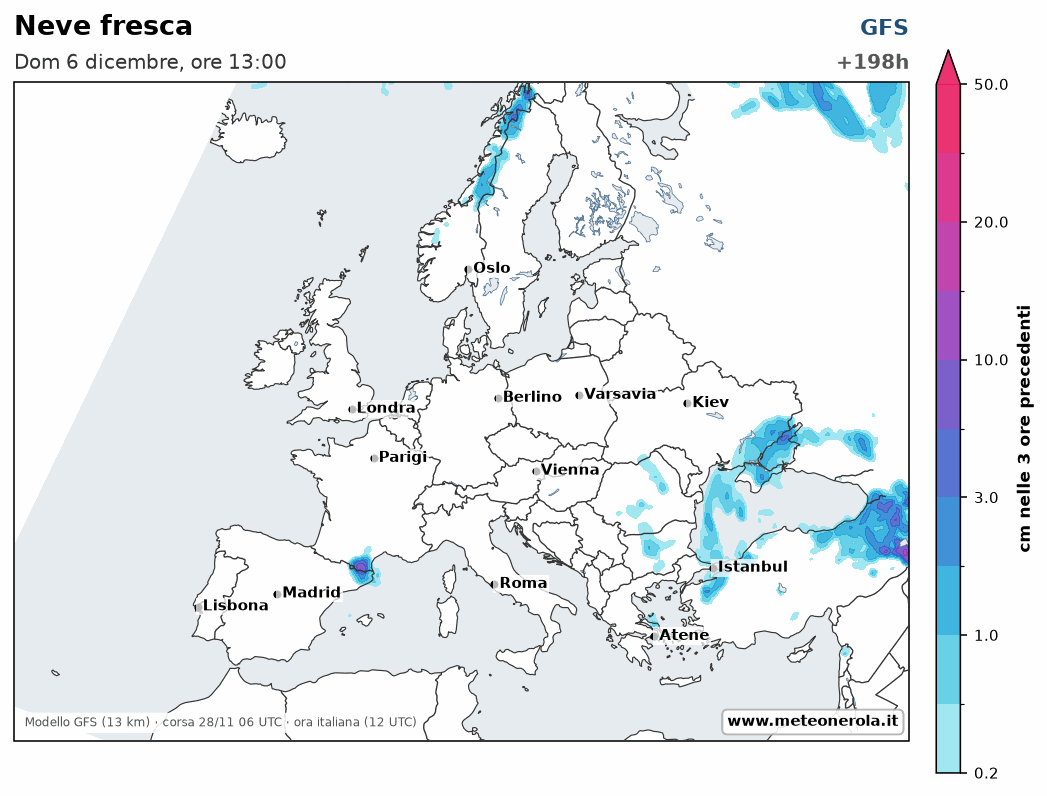 Neve fresca
GFS
Dom 6 dicembre, ore 13:00
+198h
50.0
20.0
10.0
3.0
1.0
0.2
cm nelle 3 ore precedenti
Oslo
Berlino
Varsavia
Kiev
Londra
Parigi
Vienna
Istanbul
Roma
Madrid
Lisbona
Atene
Modello GFS (13 km) · corsa 28/11 06 UTC · ora italiana (12 UTC)
www.meteonerola.it